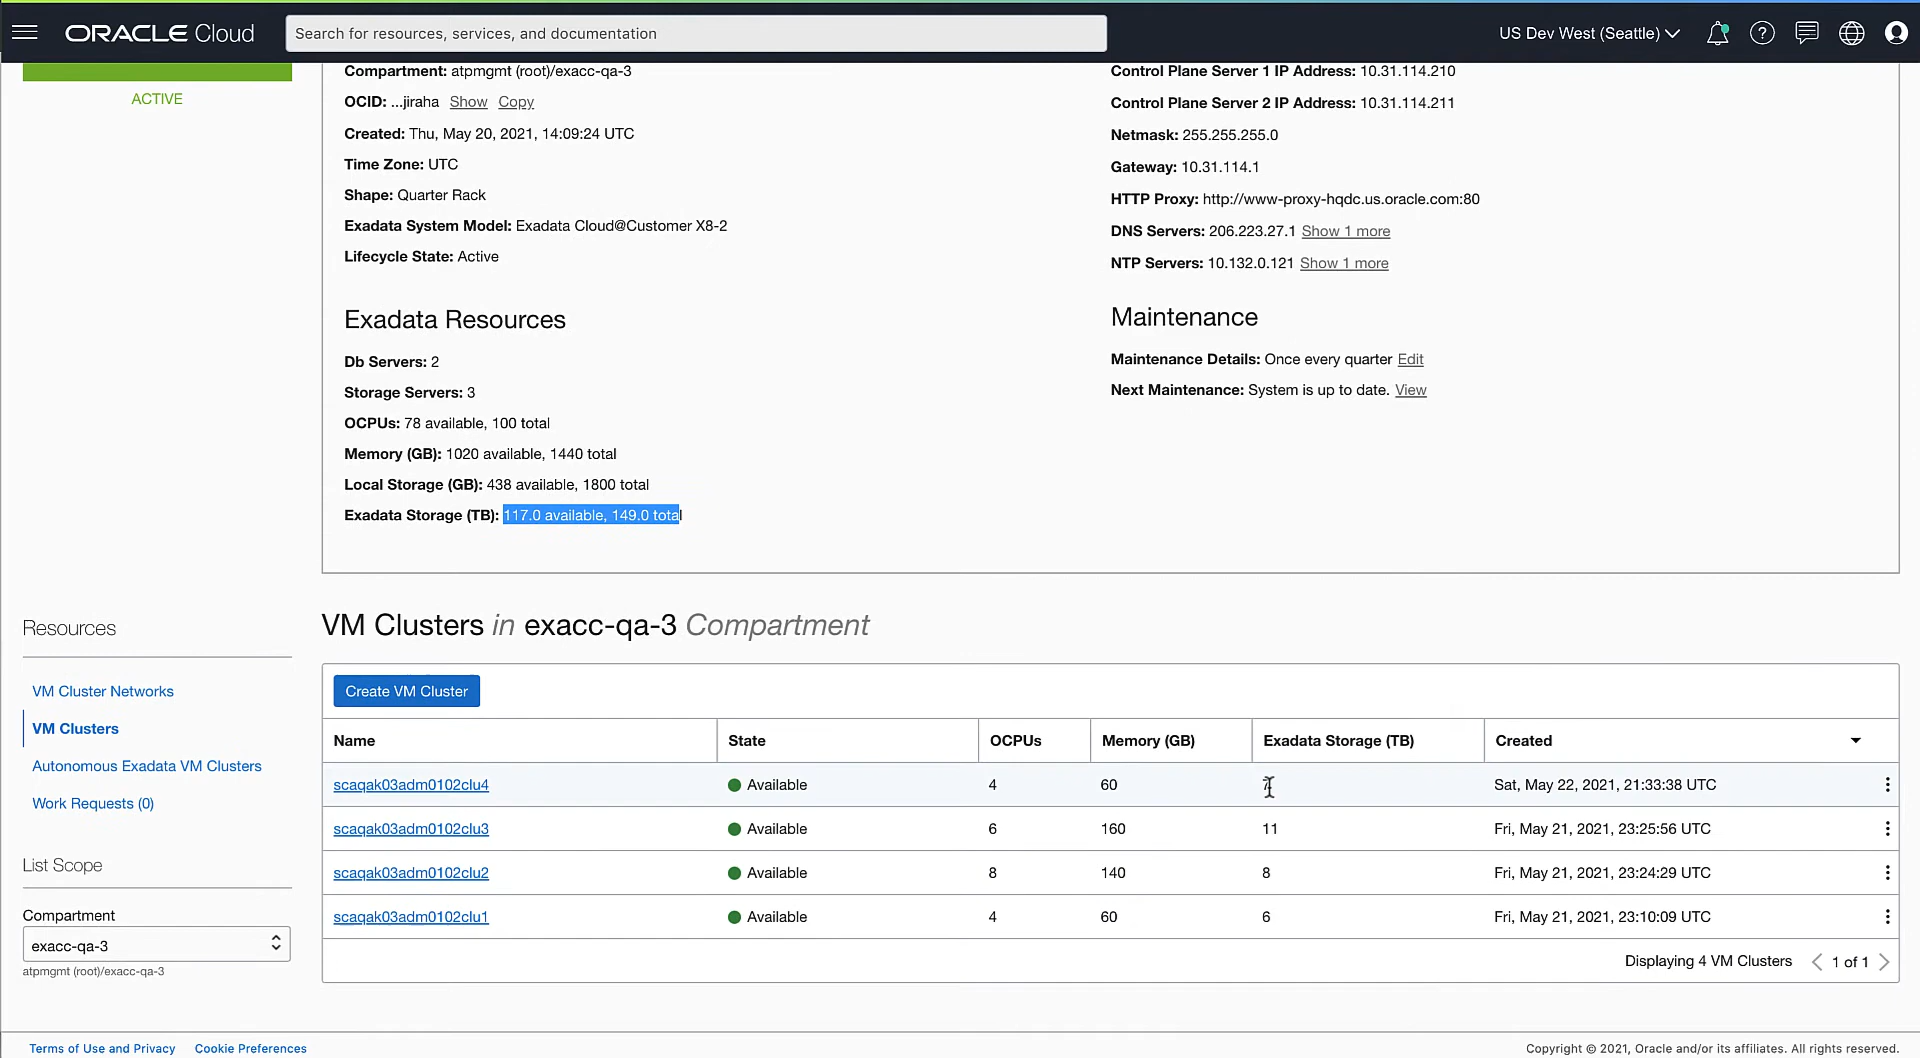 ORACLE Cloud
Search for resources, services, and documentation
US Dev West (Seattle)
ACTIVE
Compartment: atpmgmt (root)/exacc-qa-3
OCID: ...jiraha Show Copy
Created: Thu, May 20, 2021, 14:09:24 UTC
Time Zone: UTC
Shape: Quarter Rack
Exadata System Model: Exadata Cloud@Customer X8-2
Lifecycle State: Active
Control Plane Server 1 IP Address: 10.31.114.210
Control Plane Server 2 IP Address: 10.31.114.211
Netmask: 255.255.255.0
Gateway: 10.31.114.1
HTTP Proxy: http://www-proxy-hqdc.us.oracle.com:80
DNS Servers: 206.223.27.1 Show 1 more
NTP Servers: 10.132.0.121 Show 1 more
Exadata Resources
Db Servers: 2
Storage Servers: 3
OCPUs: 78 available, 100 total
Memory (GB): 1020 available, 1440 total
Local Storage (GB): 438 available, 1800 total
Exadata Storage (TB): 117.0 available, 149.0 total
Maintenance
Maintenance Details: Once every quarter Edit
Next Maintenance: System is up to date. View
Resources
VM Cluster Networks
VM Clusters
Autonomous Exadata VM Clusters
Work Requests (0)
List Scope
Compartment
exacc-qa-3
atpmgmt (root)/exacc-qa-3
VM Clusters in exacc-qa-3 Compartment
Create VM Cluster
Name State OCPUs Memory (GB) Exadata Storage (TB) Created
scaqak03adm0102clu4 Available 4 60 Sat, May 22, 2021, 21:33:38 UTC
scaqak03adm0102clu3 Available 6 160 11 Fri, May 21, 2021, 23:25:56 UTC
scaqak03adm0102clu2 Available 8 140 8 Fri, May 21, 2021, 23:24:29 UTC
scaqak03adm0102clu1 Available 4 60 6 Fri, May 21, 2021, 23:10:09 UTC
Displaying 4 VM Clusters < 1 of 1 >
Terms of Use and Privacy Cookie Preferences
Copyright © 2021, Oracle and/or its affiliates. All rights reserved.